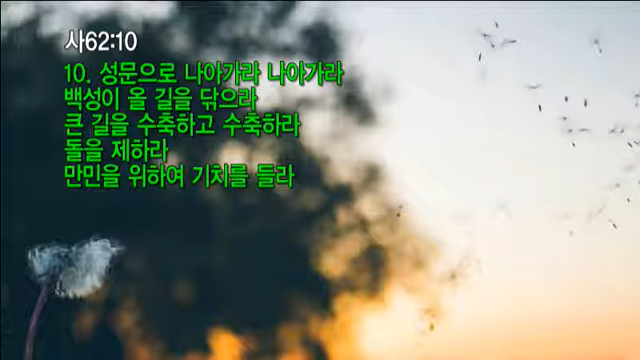 사62:10
10. 성문으로 나아가라 나아가라
백성이 올 길을 닦으라
큰 길을 수축하고 수축하라
돌을 제하라
만민을 위하여 기치를 들라